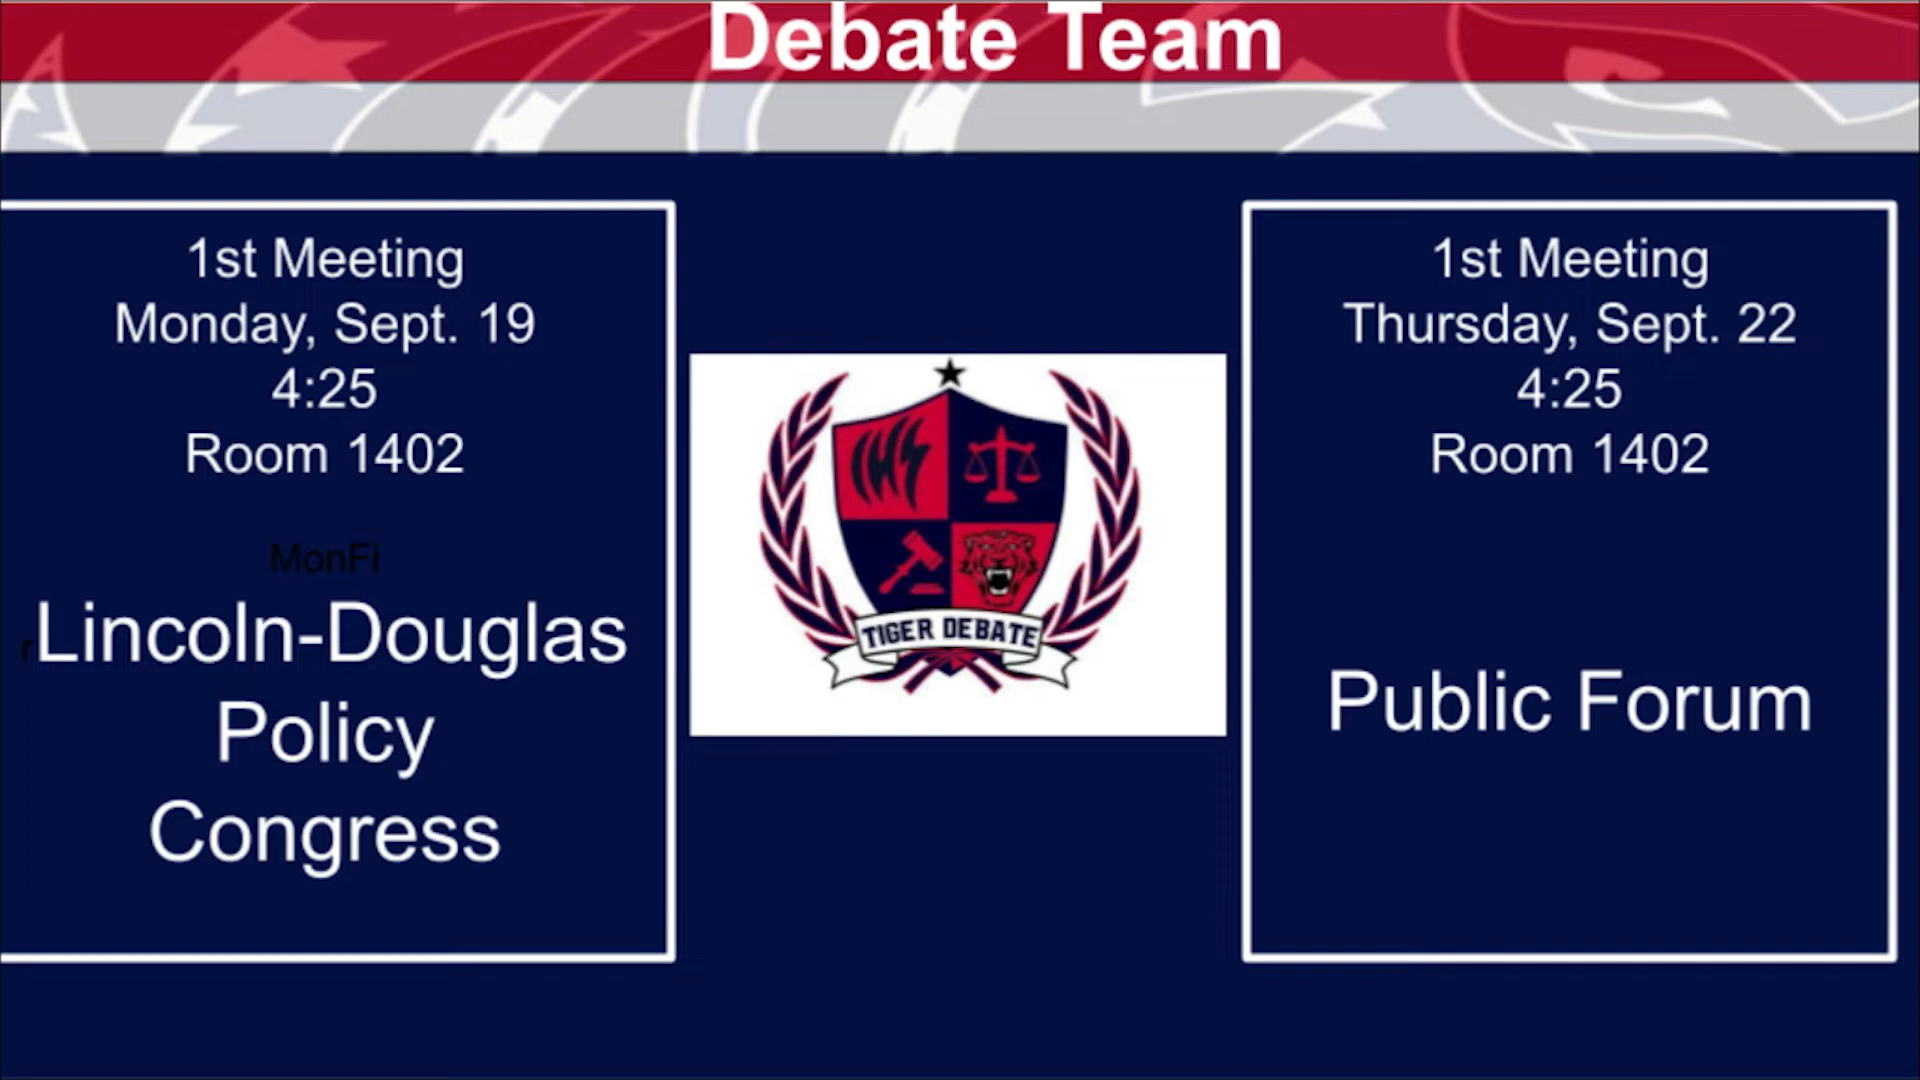 Debate Team
1st Meeting
Monday, Sept. 19
4:25
Room 1402
MonFi
r
Lincoln-Douglas
Policy
Congress
IHS
TIGER DEBATE
1st Meeting
Thursday, Sept. 22
4:25
Room 1402
Public Forum